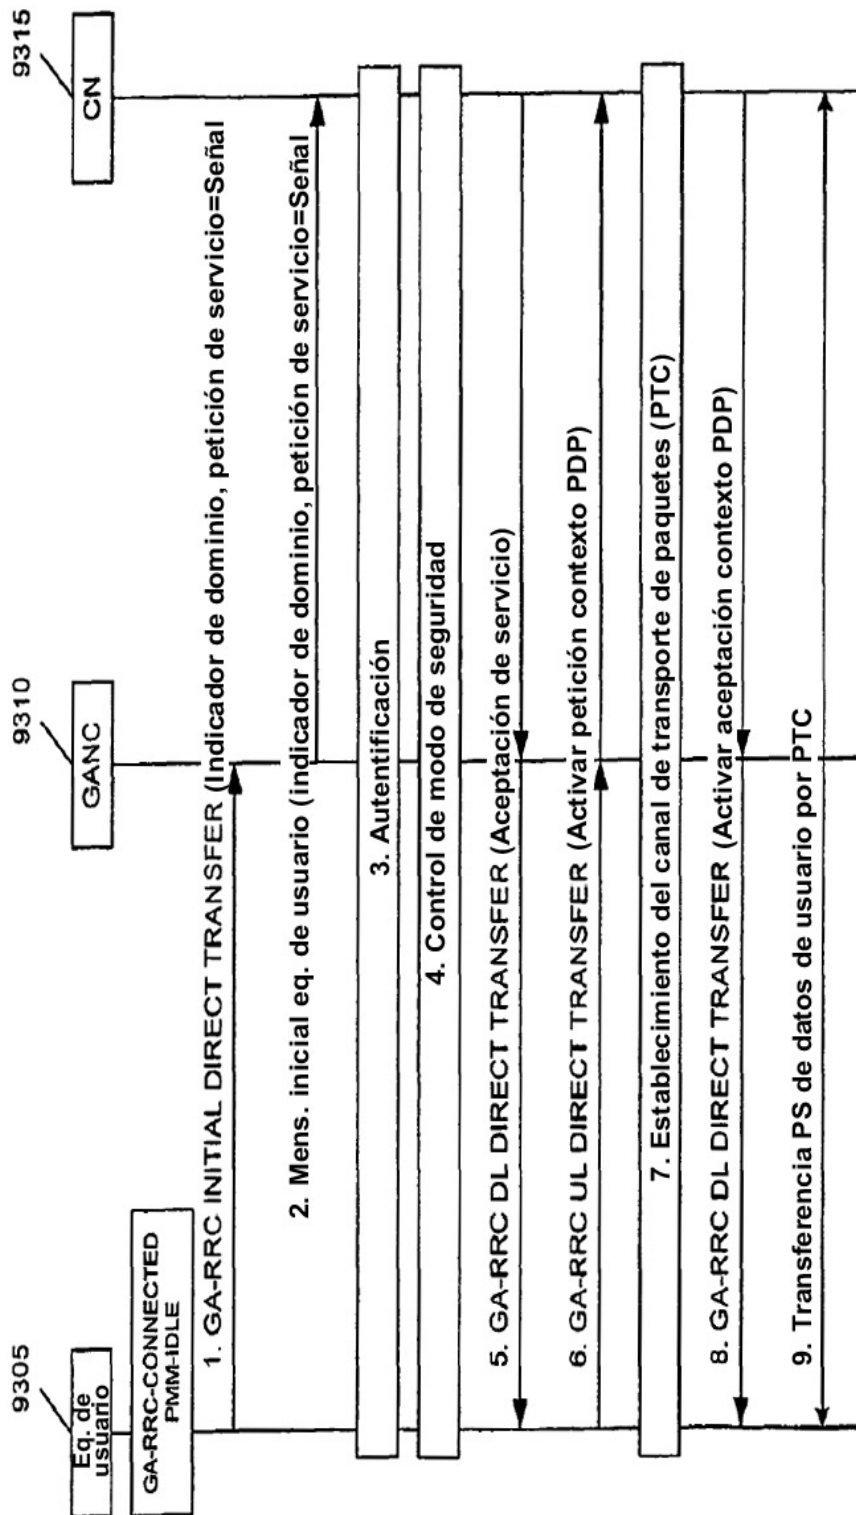 9305
9310
9315
Eq. de
usuario
GANC
CN
GA-RRC-CONNECTED
PMM-IDLE
1. GA-RRC INITIAL DIRECT TRANSFER (Indicador de dominio, petición de servicio=Señal
2. Mens. inicial eq. de usuario (indicador de dominio, petición de servicio=Señal
3. Autentificación
4. Control de modo de seguridad
5. GA-RRC DL DIRECT TRANSFER (Aceptación de servicio)
6. GA-RRC UL DIRECT TRANSFER (Activar petición contexto PDP)
7. Establecimiento del canal de transporte de paquetes (PTC)
8. GA-RRC DL DIRECT TRANSFER (Activar aceptación contexto PDP)
9. Transferencia PS de datos de usuario por PTC